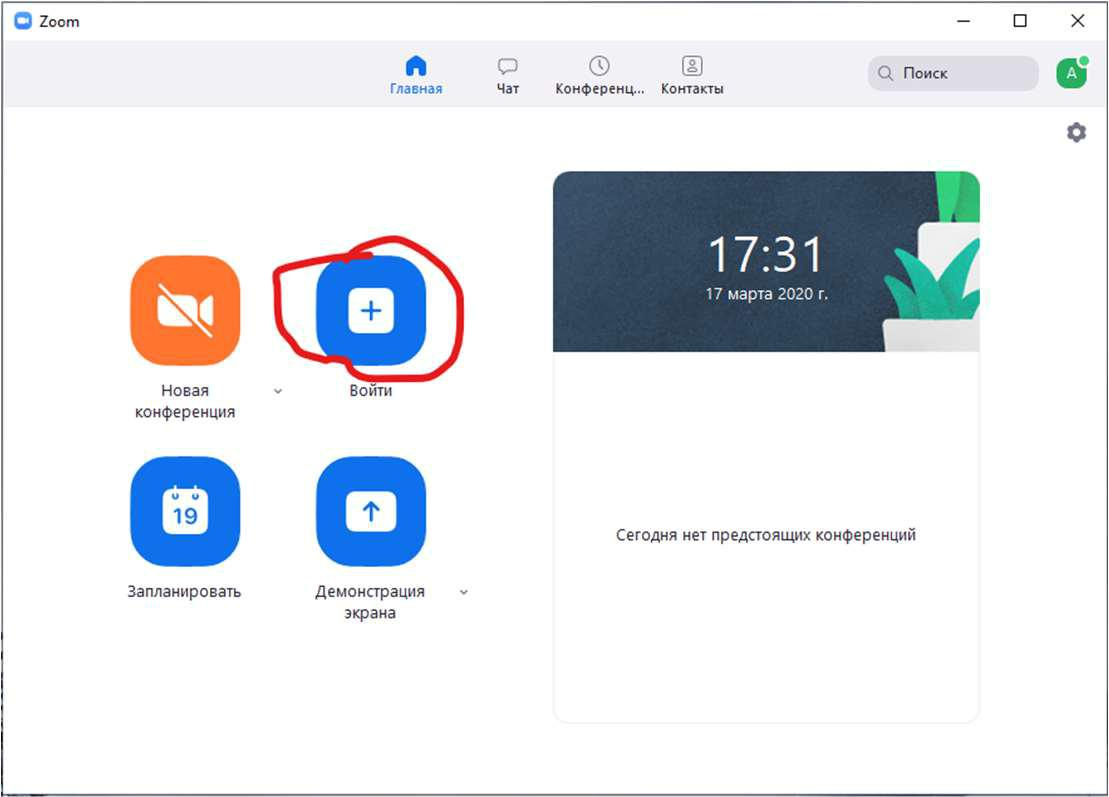 Zoom
Главная
Чат
Конференц...
Контакты
Поиск
A
17:31
17 марта 2020 г.
Новая
конференция
Войти
19
Запланировать
Демонстрация
экрана
Сегодня нет предстоящих конференций